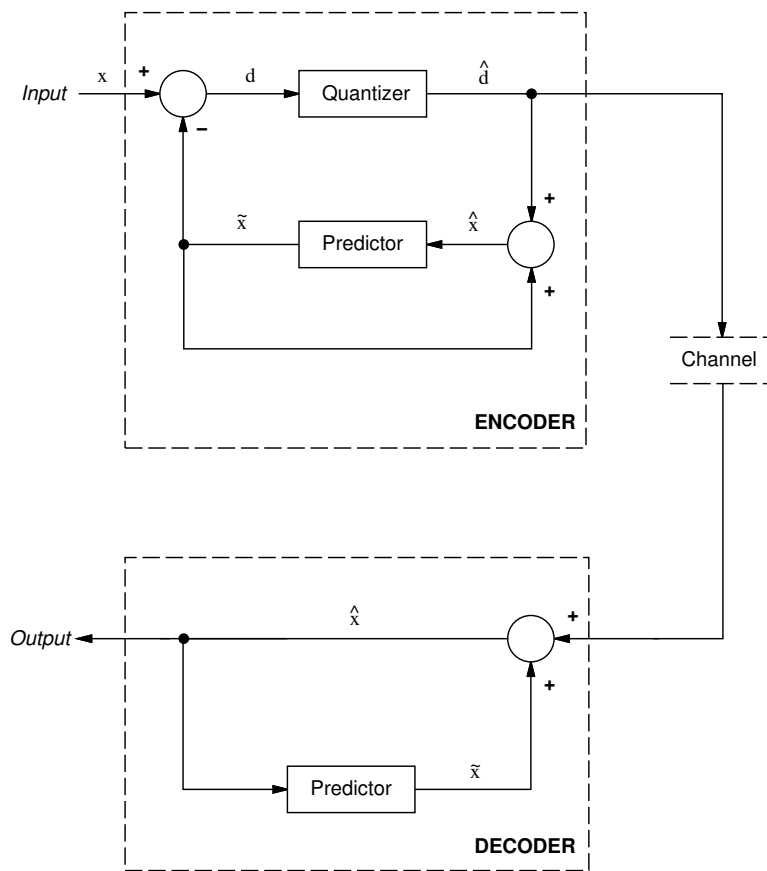 x + d Quantizer d̂
Input
−
+
x̃ Predictor x̂
+
Channel
ENCODER
x̂ +
Output
+
Predictor x̃
DECODER